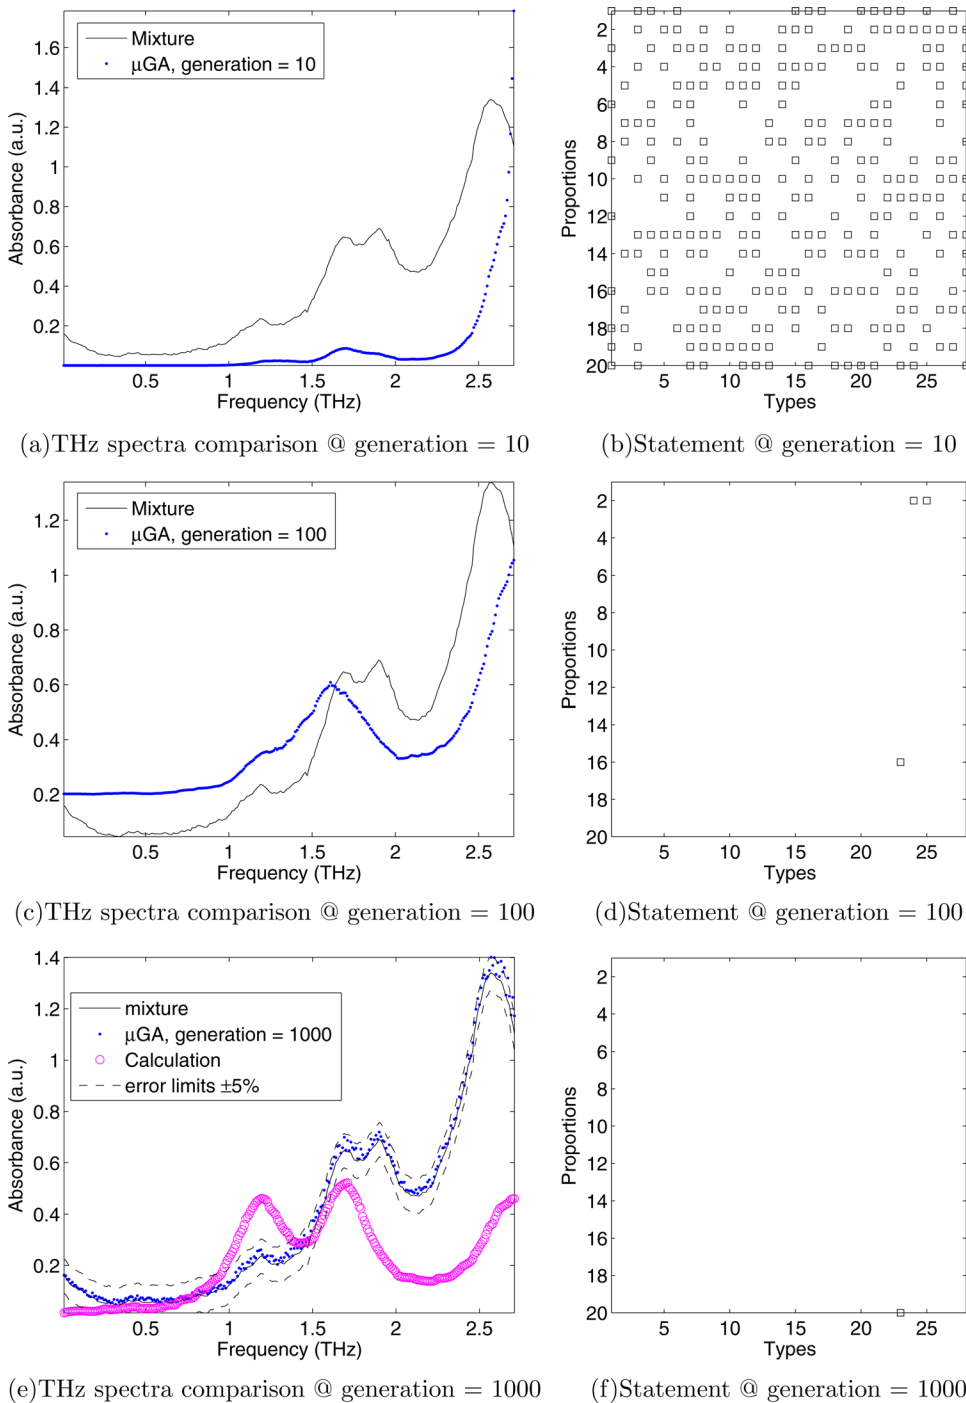 Mixture
μGA, generation = 10
Absorbance (a.u.)
1.6
1.4
1.2
1
0.8
0.6
0.4
0.2
0.5 1 1.5 2 2.5
Frequency (THz)
Proportions
2
4
6
8
10
12
14
16
18
20
5 10 15 20 25
Types
(a)THz spectra comparison @ generation = 10
(b)Statement @ generation = 10
Mixture
μGA, generation = 100
Absorbance (a.u.)
1.2
1
0.8
0.6
0.4
0.2
0.5 1 1.5 2 2.5
Frequency (THz)
Proportions
2
4
6
8
10
12
14
16
18
20
5 10 15 20 25
Types
(c)THz spectra comparison @ generation = 100
(d)Statement @ generation = 100
mixture
μGA, generation = 1000
Calculation
error limits ±5%
Absorbance (a.u.)
1.4
1.2
1
0.8
0.6
0.4
0.2
0.5 1 1.5 2 2.5
Frequency (THz)
Proportions
2
4
6
8
10
12
14
16
18
20
5 10 15 20 25
Types
(e)THz spectra comparison @ generation = 1000
(f)Statement @ generation = 1000